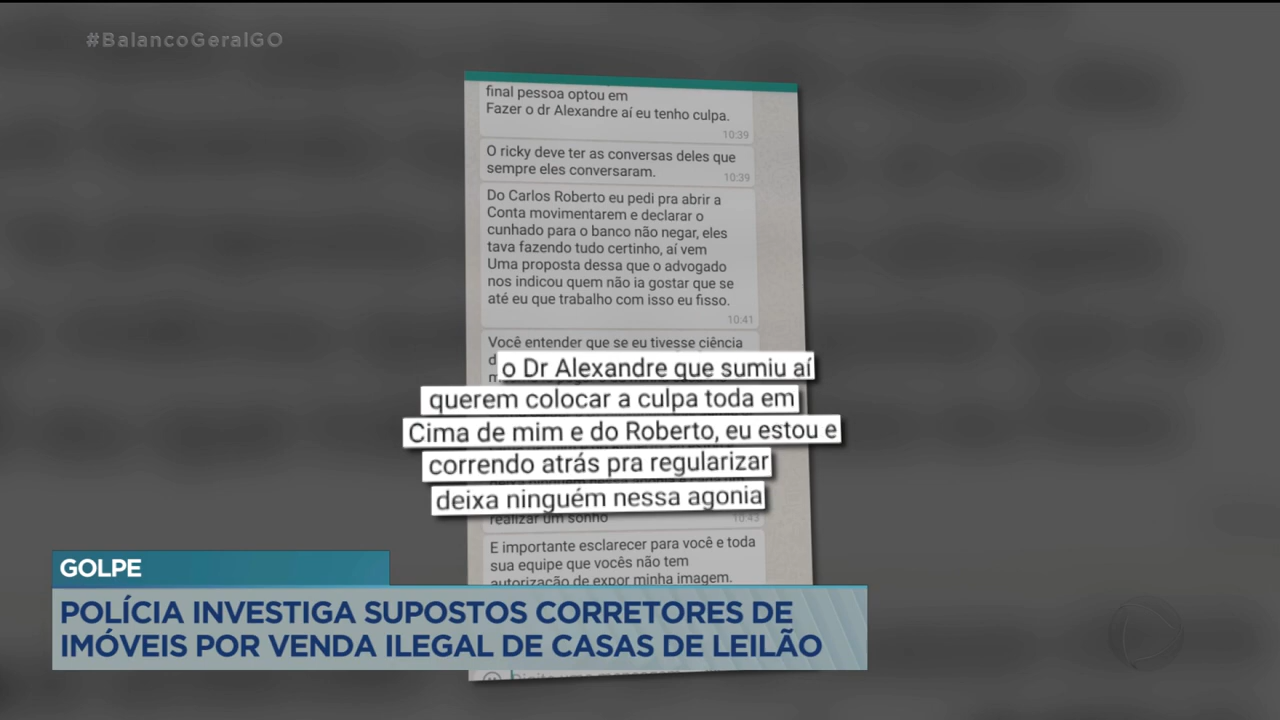 #BalancoGeralGO
final pessoa optou em
Fazer o dr Alexandre aí eu tenho culpa.
10:39
O ricky deve ter as conversas deles que
sempre eles conversaram.
10:39
Do Carlos Roberto eu pedi pra abrir a
Conta movimentarem e declarar o
cunhado para o banco não negar, eles
tava fazendo tudo certinho, aí vem
Uma proposta dessa que o advogado
nos indicou quem não ia gostar que se
até eu que trabalho com isso eu fisso.
10:41
Você entender que se eu tivesse ciência
o Dr Alexandre que sumiu aí
querem colocar a culpa toda em
Cima de mim e do Roberto, eu estou e
correndo atrás pra regularizar
deixa ninguém nessa agonia
realizar um sonho
10:43
E importante esclarecer para você e toda
sua equipe que vocês não tem
autorização de expor minha imagem.
GOLPE
POLÍCIA INVESTIGA SUPOSTOS CORRETORES DE
IMÓVEIS POR VENDA ILEGAL DE CASAS DE LEILÃO